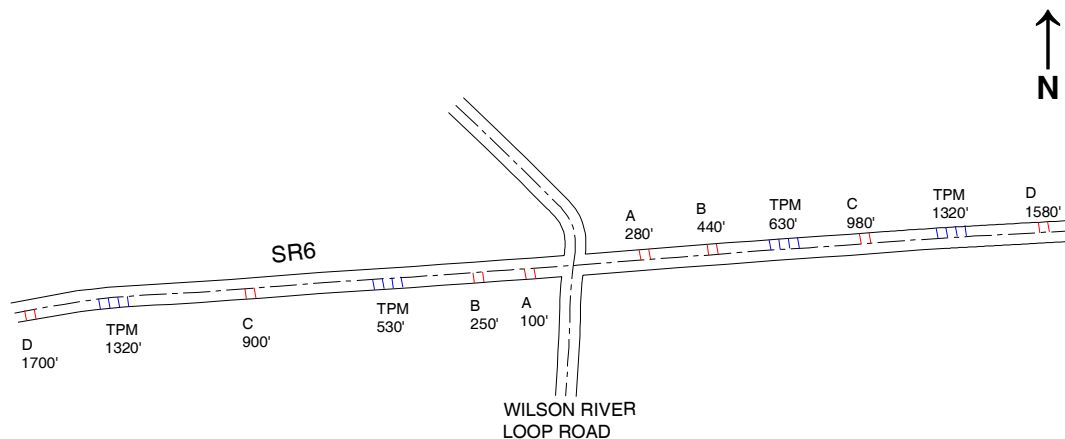 N
D
1580'
TPM
1320'
C
980'
TPM
630'
B
440'
A
280'
SR6
A
100'
B
250'
TPM
530'
C
900'
TPM
1320'
D
1700'
WILSON RIVER
LOOP ROAD